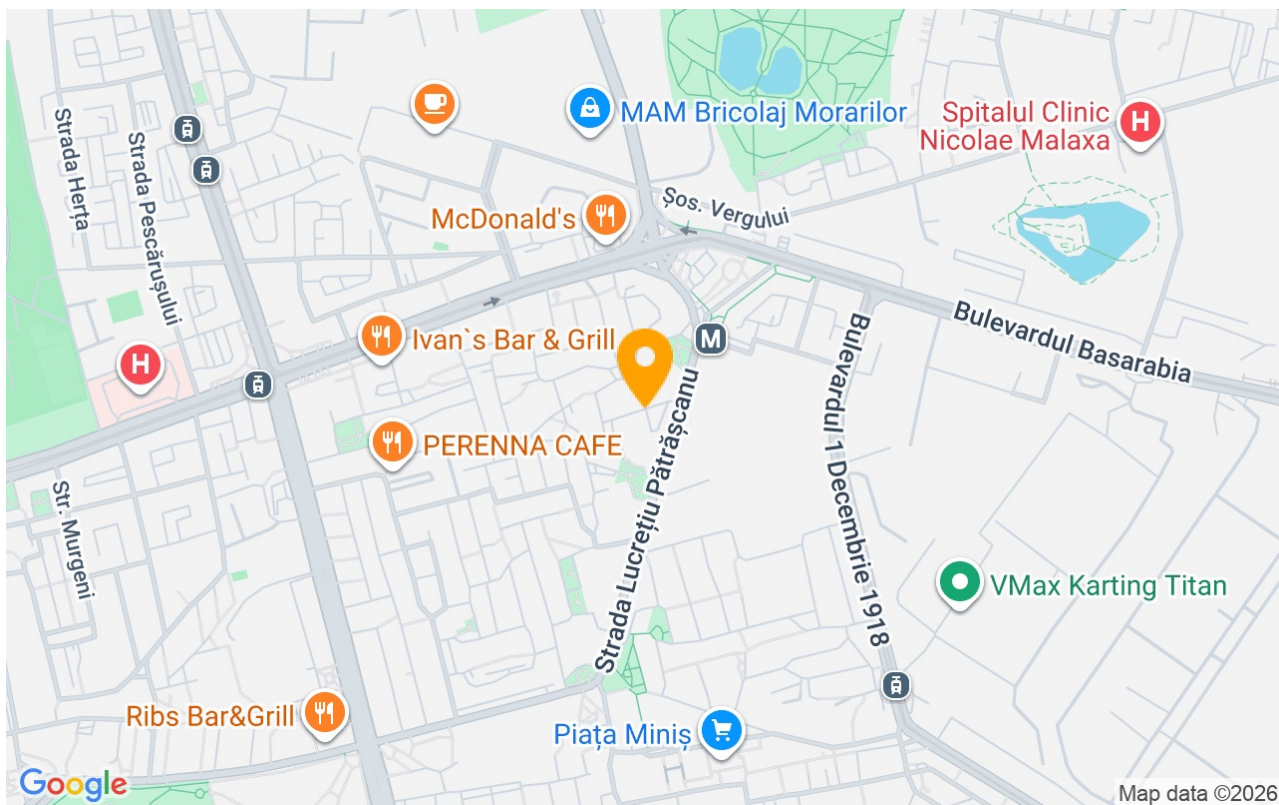 MAM Bricolaj Morarilor
Spitalul Clinic
Nicolae Malaxa
Strada Herța
Strada Pescărușului
McDonald's
Șos. Vergului
Bulevardul Basarabia
Ivan`s Bar & Grill
M
H
H
PERENNA CAFE
Strada Lucrețiu Pătrășcanu
Bulevardul 1 Decembrie 1918
Str. Murgeni
VMax Karting Titan
Ribs Bar&Grill
Piața Miniș
Google
Map data ©2026